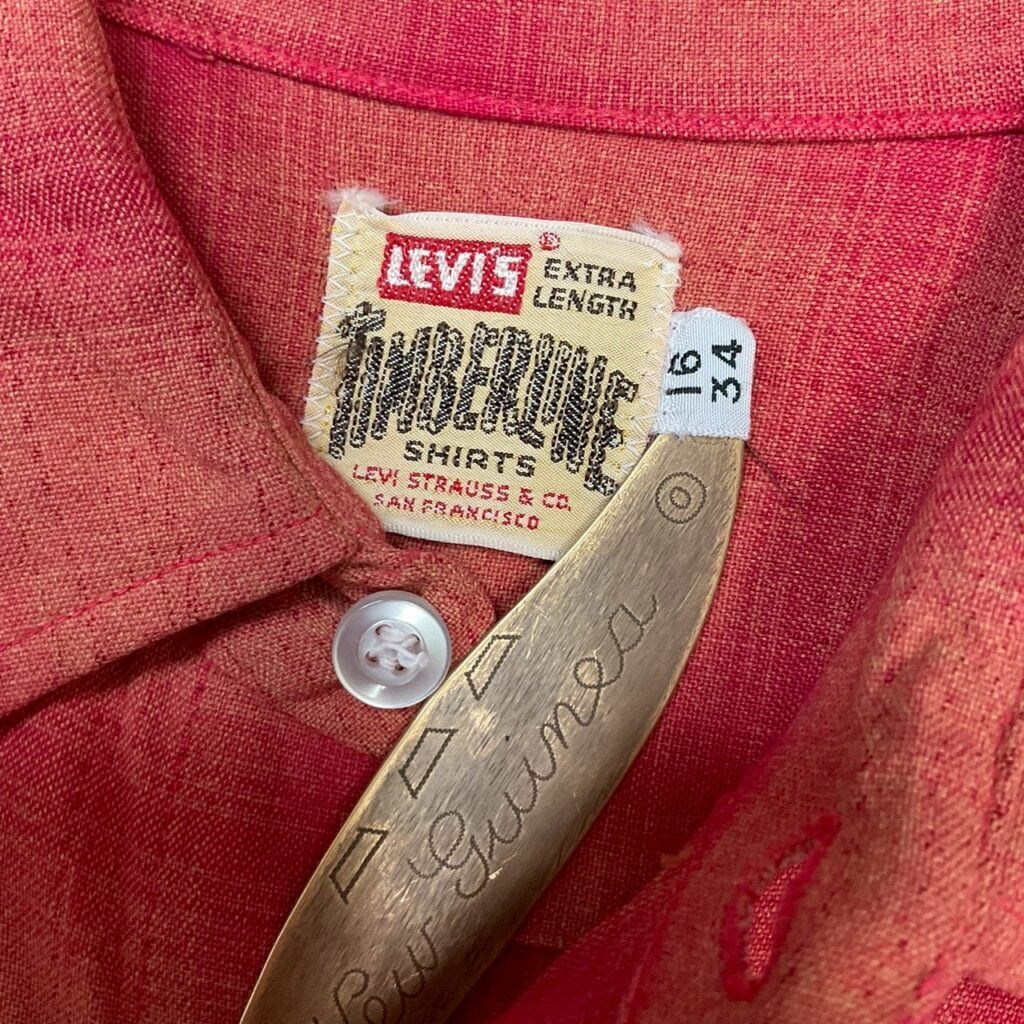 LEVI'S ®
EXTRA
LENGTH
TIMBERLINE
SHIRTS
LEVI STRAUSS & CO.
SAN FRANCISCO
16
34
New Guinea